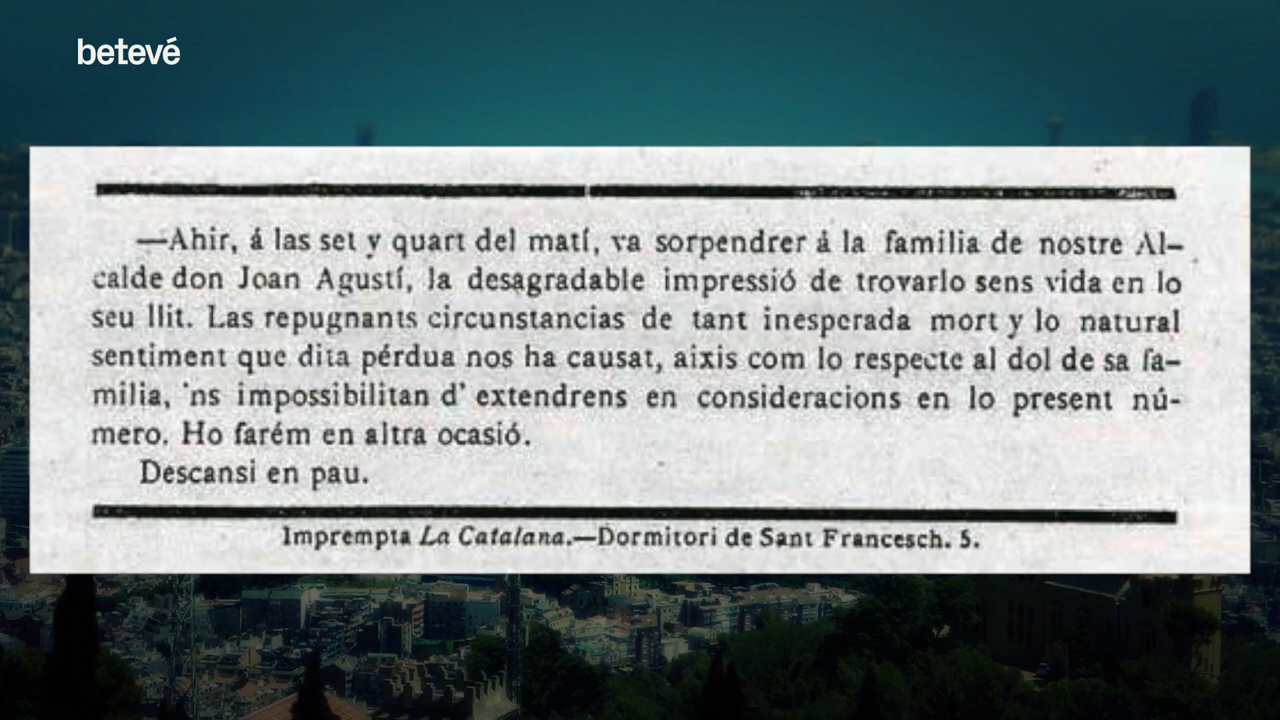 betevé
—Ahir, á las set y quart del matí, va sorpendrer á la familia de nostre Al-
calde don Joan Agustí, la desagradable impressió de trovarlo sens vida en lo
seu llit. Las repugnants circunstancias de tant inesperada mort y lo natural
sentiment que dita pérdua nos ha causat, aixis com lo respecte al dol de sa fa-
milia, 'ns impossibilitan d' extendrens en consideracions en lo present nú-
mero. Ho farém en altra ocasió.
Descansi en pau.
Imprempta La Catalana.—Dormitori de Sant Francesch. 5.